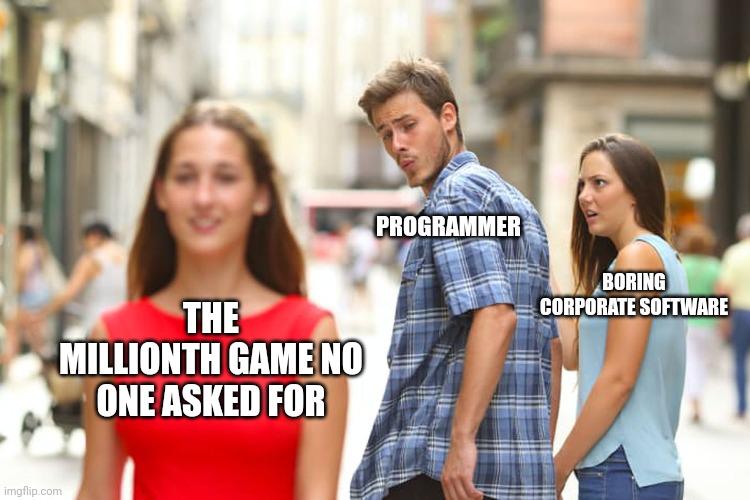 PROGRAMMER
BORING
CORPORATE SOFTWARE
THE
MILLIONTH GAME NO
ONE ASKED FOR
imgflip.com